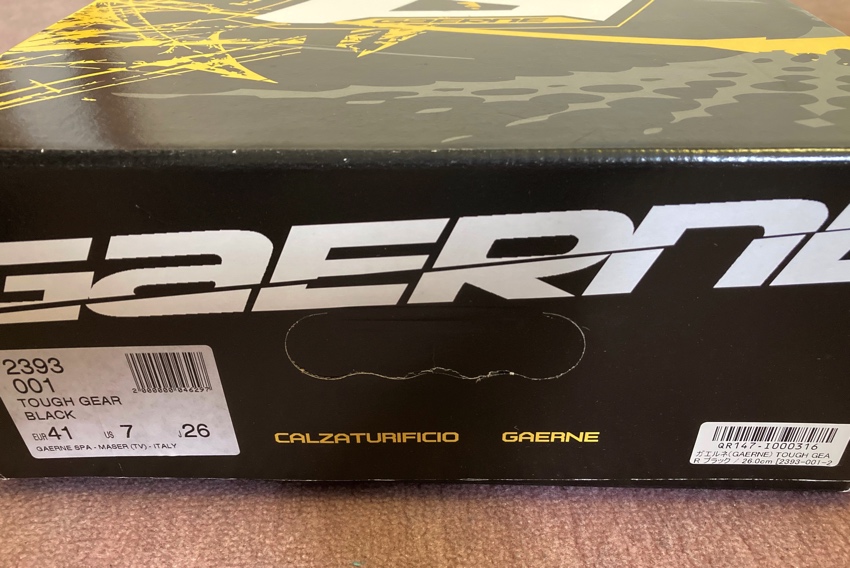 GAERNE
GAERNE
2393
001
TOUGH GEAR
BLACK
EUR 41 US 7 J 26
GAERNE SPA - MASER (TV) - ITALY
CALZATURIFICIO GAERNE
QR147-1000316
ガエルネ(GAERNE) TOUGH GEA
R ブラック / 26.0cm [2393-001-2